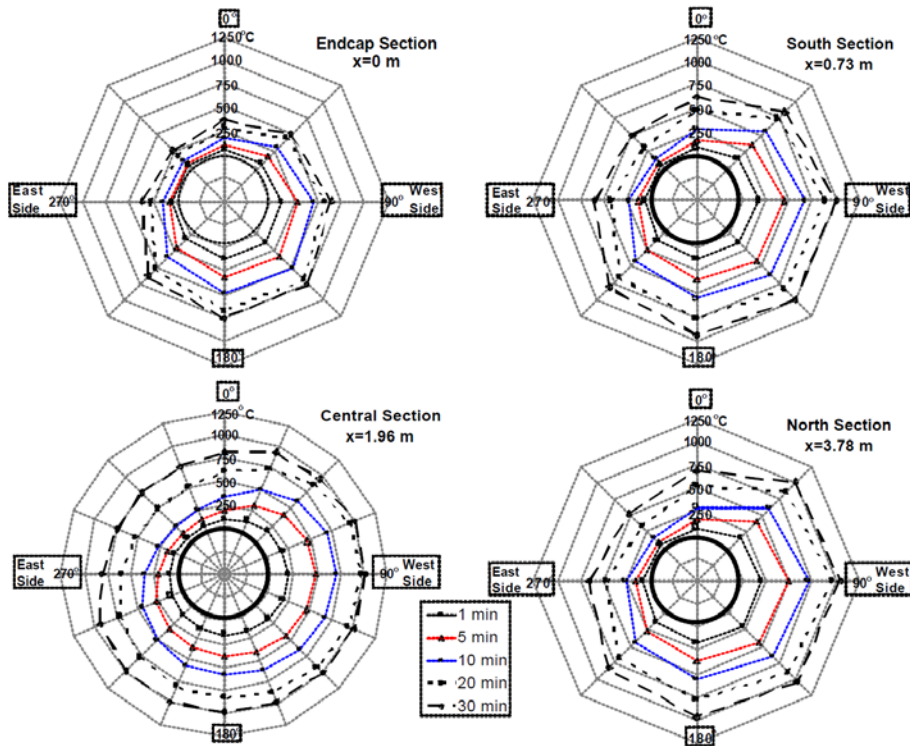 0°
1250°C
1000
750
500
250
Endcap Section
x=0 m
East Side
270°
90°
West Side
180°
0°
1250°C
1000
750
500
250
South Section
x=0.73 m
East Side
270°
90°
West Side
180
0°
1250°C
1000
750
500
250
Central Section
x=1.96 m
East Side
270°
90°
West Side
180°
0°
1250°C
1000
750
500
250
North Section
x=3.78 m
East Side
270°
90°
West Side
180
1 min
5 min
10 min
20 min
30 min